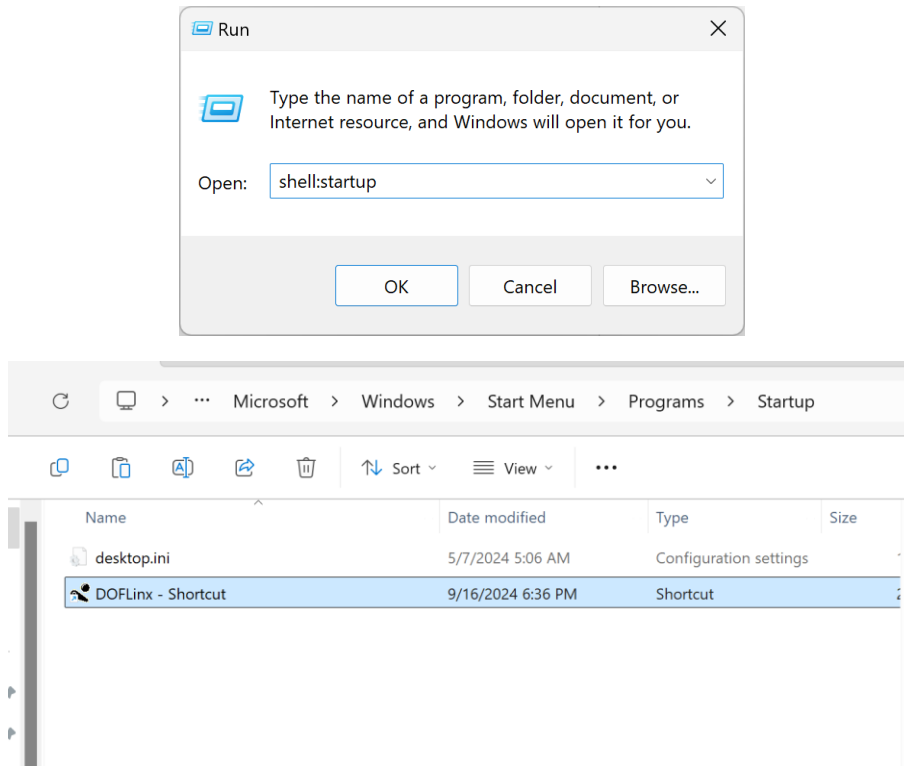 Run
Type the name of a program, folder, document, or
Internet resource, and Windows will open it for you.
Open: shell:startup
OK Cancel Browse...
··· Microsoft > Windows > Start Menu > Programs > Startup
Sort View ···
Name Date modified Type Size
desktop.ini 5/7/2024 5:06 AM Configuration settings
DOFLinx - Shortcut 9/16/2024 6:36 PM Shortcut